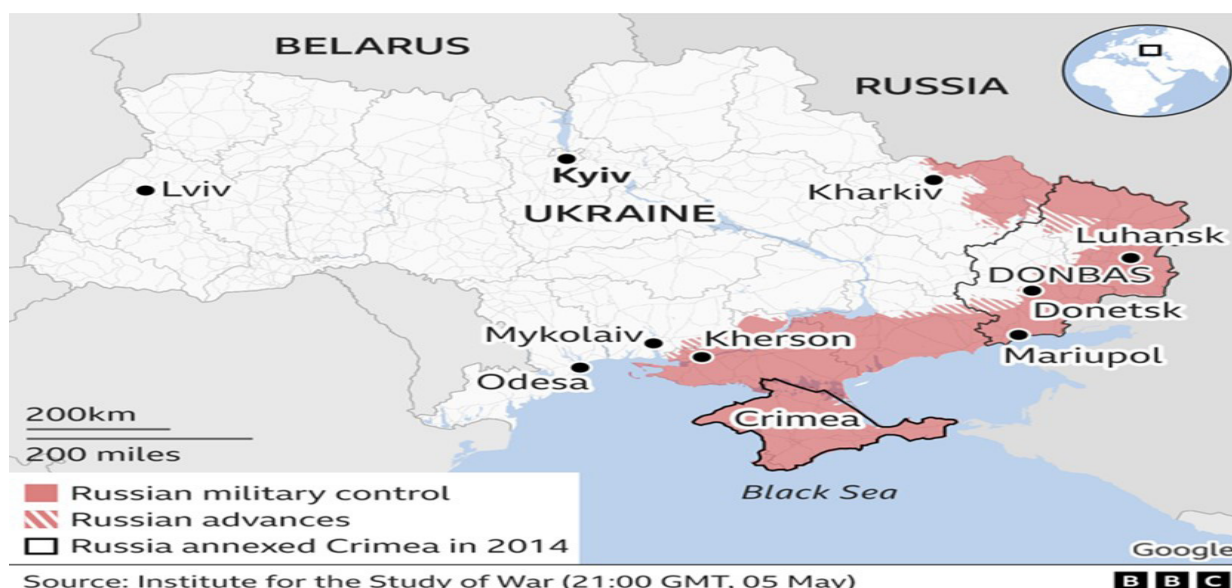 BELARUS
RUSSIA
Kyiv
Lviv
Kharkiv
UKRAINE
Luhansk
DONBAS
Donetsk
Mykolaiv
Kherson
Mariupol
Odesa
Crimea
200km
200 miles
Black Sea
Russian military control
Russian advances
Russia annexed Crimea in 2014
Google
Source: Institute for the Study of War (21:00 GMT, 05 May)
BBC